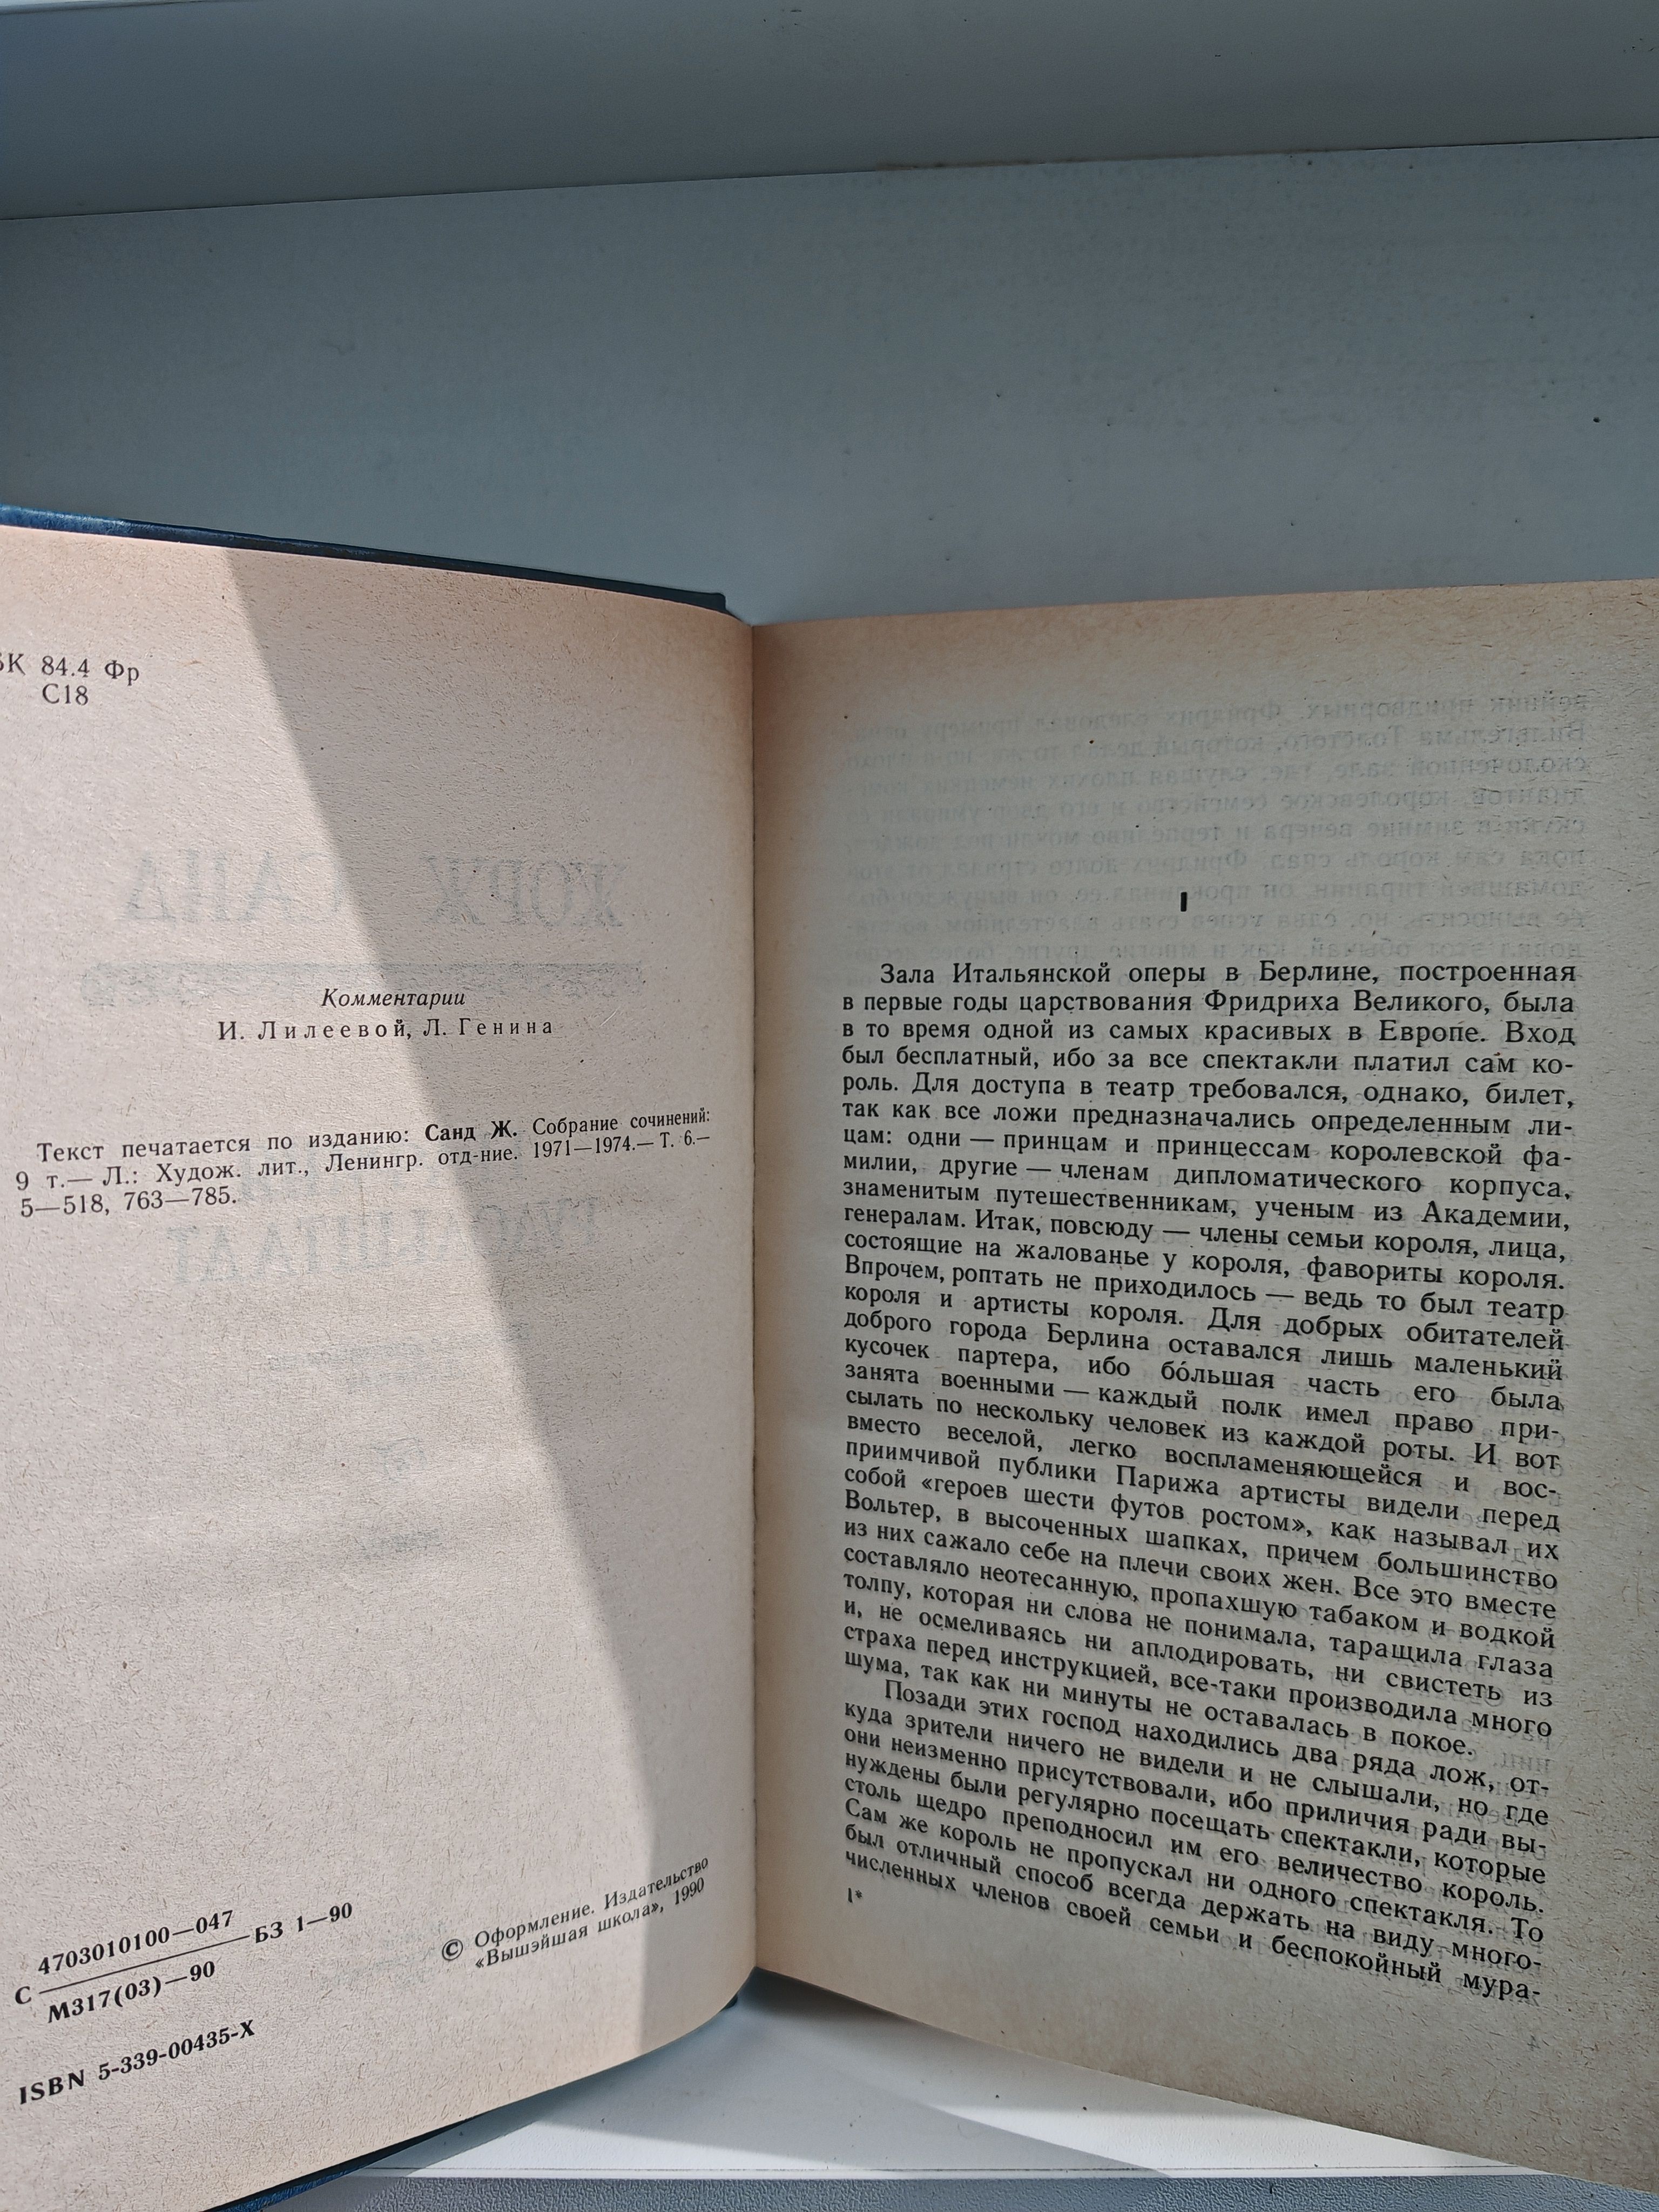 БК 84.4 Фр
С18
Комментарии
И. Лилеевой, Л. Генина
Текст печатается по изданию: Санд Ж. Собрание сочинений:
9 т.— Л.: Худож. лит., Ленингр. отд-ние. 1971—1974.— Т. 6.—
5—518, 763—785.
С 4703010100—047
М317(03)—90
БЗ 1—90
ISBN 5-339-00435-X
© Оформление. Издательство
«Вышэйшая школа», 1990
I
Зала Итальянской оперы в Берлине, построенная
в первые годы царствования Фридриха Великого, была
в то время одной из самых красивых в Европе. Вход
был бесплатный, ибо за все спектакли платил сам ко-
роль. Для доступа в театр требовался, однако, билет,
так как все ложи предназначались определенным ли-
цам: одни — принцам и принцессам королевской фа-
милии, другие — членам дипломатического корпуса,
знаменитым путешественникам, ученым из Академии,
генералам. Итак, повсюду — члены семьи короля, лица,
состоящие на жалованье у короля, фавориты короля.
Впрочем, роптать не приходилось — ведь то был театр
короля и артисты короля. Для добрых обитателей
доброго города Берлина оставался лишь маленький
кусочек партера, ибо бо́льшая часть его была
занята военными — каждый полк имел право при-
сылать по нескольку человек из каждой роты. И вот
вместо веселой, легко воспламеняющейся и вос-
приимчивой публики Парижа артисты видели перед
собой «героев шести футов ростом», как называл их
Вольтер, в высоченных шапках, причем большинство
из них сажало себе на плечи своих жен. Все это вместе
составляло неотесанную, пропахшую табаком и водкой
толпу, которая ни слова не понимала, таращила глаза
и, не осмеливаясь ни аплодировать, ни свистеть из
страха перед инструкцией, все-таки производила много
шума, так как ни минуты не оставалась в покое.
Позади этих господ находились два ряда лож, от-
куда зрители ничего не видели и не слышали, но где
они неизменно присутствовали, ибо приличия ради вы-
нуждены были регулярно посещать спектакли, которые
столь щедро преподносил им его величество король.
Сам же король не пропускал ни одного спектакля. То
был отличный способ всегда держать на виду много-
численных членов своей семьи и беспокойный мура-
1*